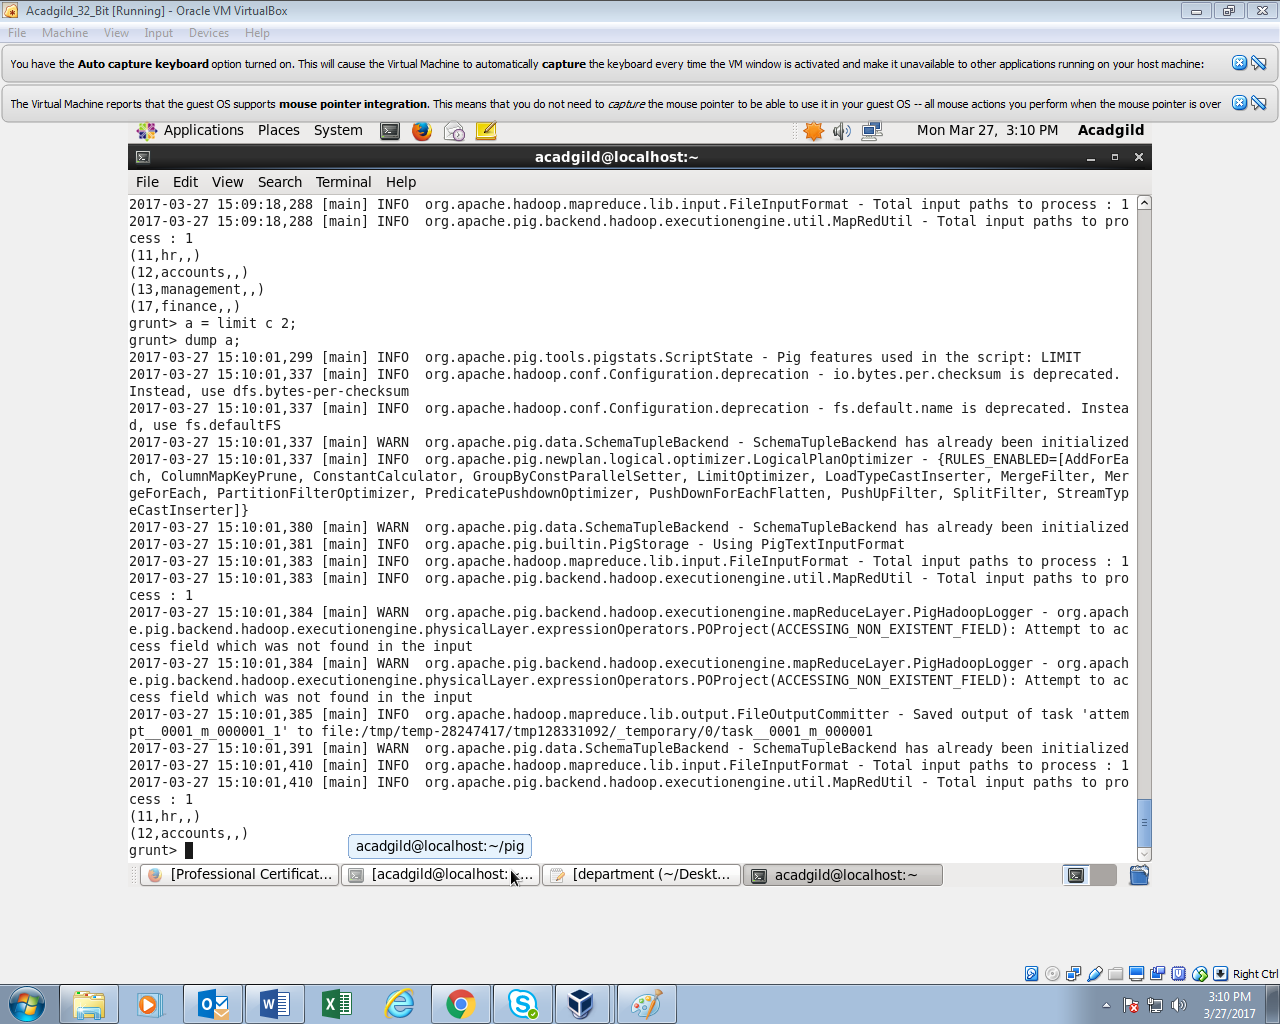 Acadgild_32_Bit [Running] - Oracle VM VirtualBox
File Machine View Input Devices Help
You have the Auto capture keyboard option turned on. This will cause the Virtual Machine to automatically capture the keyboard every time the VM window is activated and make it unavailable to other applications running on your host machine:
The Virtual Machine reports that the guest OS supports mouse pointer integration. This means that you do not need to capture the mouse pointer to be able to use it in your guest OS -- all mouse actions you perform when the mouse pointer is over
Applications Places System Mon Mar 27, 3:10 PM Acadgild
acadgild@localhost:~
File Edit View Search Terminal Help
2017-03-27 15:09:18,288 [main] INFO  org.apache.hadoop.mapreduce.lib.input.FileInputFormat - Total input paths to process : 1
2017-03-27 15:09:18,288 [main] INFO  org.apache.pig.backend.hadoop.executionengine.util.MapRedUtil - Total input paths to pro
cess : 1
(11,hr,,)
(12,accounts,,)
(13,management,,)
(17,finance,,)
grunt> a = limit c 2;
grunt> dump a;
2017-03-27 15:10:01,299 [main] INFO  org.apache.pig.tools.pigstats.ScriptState - Pig features used in the script: LIMIT
2017-03-27 15:10:01,337 [main] INFO  org.apache.hadoop.conf.Configuration.deprecation - io.bytes.per.checksum is deprecated.
Instead, use dfs.bytes-per-checksum
2017-03-27 15:10:01,337 [main] INFO  org.apache.hadoop.conf.Configuration.deprecation - fs.default.name is deprecated. Instea
d, use fs.defaultFS
2017-03-27 15:10:01,337 [main] WARN  org.apache.pig.data.SchemaTupleBackend - SchemaTupleBackend has already been initialized
2017-03-27 15:10:01,337 [main] INFO  org.apache.pig.newplan.logical.optimizer.LogicalPlanOptimizer - {RULES_ENABLED=[AddForEa
ch, ColumnMapKeyPrune, ConstantCalculator, GroupByConstParallelSetter, LimitOptimizer, LoadTypeCastInserter, MergeFilter, Mer
geForEach, PartitionFilterOptimizer, PredicatePushdownOptimizer, PushDownForEachFlatten, PushUpFilter, SplitFilter, StreamTyp
eCastInserter]}
2017-03-27 15:10:01,380 [main] WARN  org.apache.pig.data.SchemaTupleBackend - SchemaTupleBackend has already been initialized
2017-03-27 15:10:01,381 [main] INFO  org.apache.pig.builtin.PigStorage - Using PigTextInputFormat
2017-03-27 15:10:01,383 [main] INFO  org.apache.hadoop.mapreduce.lib.input.FileInputFormat - Total input paths to process : 1
2017-03-27 15:10:01,383 [main] INFO  org.apache.pig.backend.hadoop.executionengine.util.MapRedUtil - Total input paths to pro
cess : 1
2017-03-27 15:10:01,384 [main] WARN  org.apache.pig.backend.hadoop.executionengine.mapReduceLayer.PigHadoopLogger - org.apach
e.pig.backend.hadoop.executionengine.physicalLayer.expressionOperators.POProject(ACCESSING_NON_EXISTENT_FIELD): Attempt to ac
cess field which was not found in the input
2017-03-27 15:10:01,384 [main] WARN  org.apache.pig.backend.hadoop.executionengine.mapReduceLayer.PigHadoopLogger - org.apach
e.pig.backend.hadoop.executionengine.physicalLayer.expressionOperators.POProject(ACCESSING_NON_EXISTENT_FIELD): Attempt to ac
cess field which was not found in the input
2017-03-27 15:10:01,385 [main] INFO  org.apache.hadoop.mapreduce.lib.output.FileOutputCommitter - Saved output of task 'attem
pt__0001_m_000001_1' to file:/tmp/temp-28247417/tmp128331092/_temporary/0/task__0001_m_000001
2017-03-27 15:10:01,391 [main] WARN  org.apache.pig.data.SchemaTupleBackend - SchemaTupleBackend has already been initialized
2017-03-27 15:10:01,410 [main] INFO  org.apache.hadoop.mapreduce.lib.input.FileInputFormat - Total input paths to process : 1
2017-03-27 15:10:01,410 [main] INFO  org.apache.pig.backend.hadoop.executionengine.util.MapRedUtil - Total input paths to pro
cess : 1
(11,hr,,)
(12,accounts,,)
grunt>
acadgild@localhost:~/pig
[Professional Certificat... [acadgild@localhost:~... [department (~/Deskt... acadgild@localhost:~
Right Ctrl
3:10 PM
3/27/2017